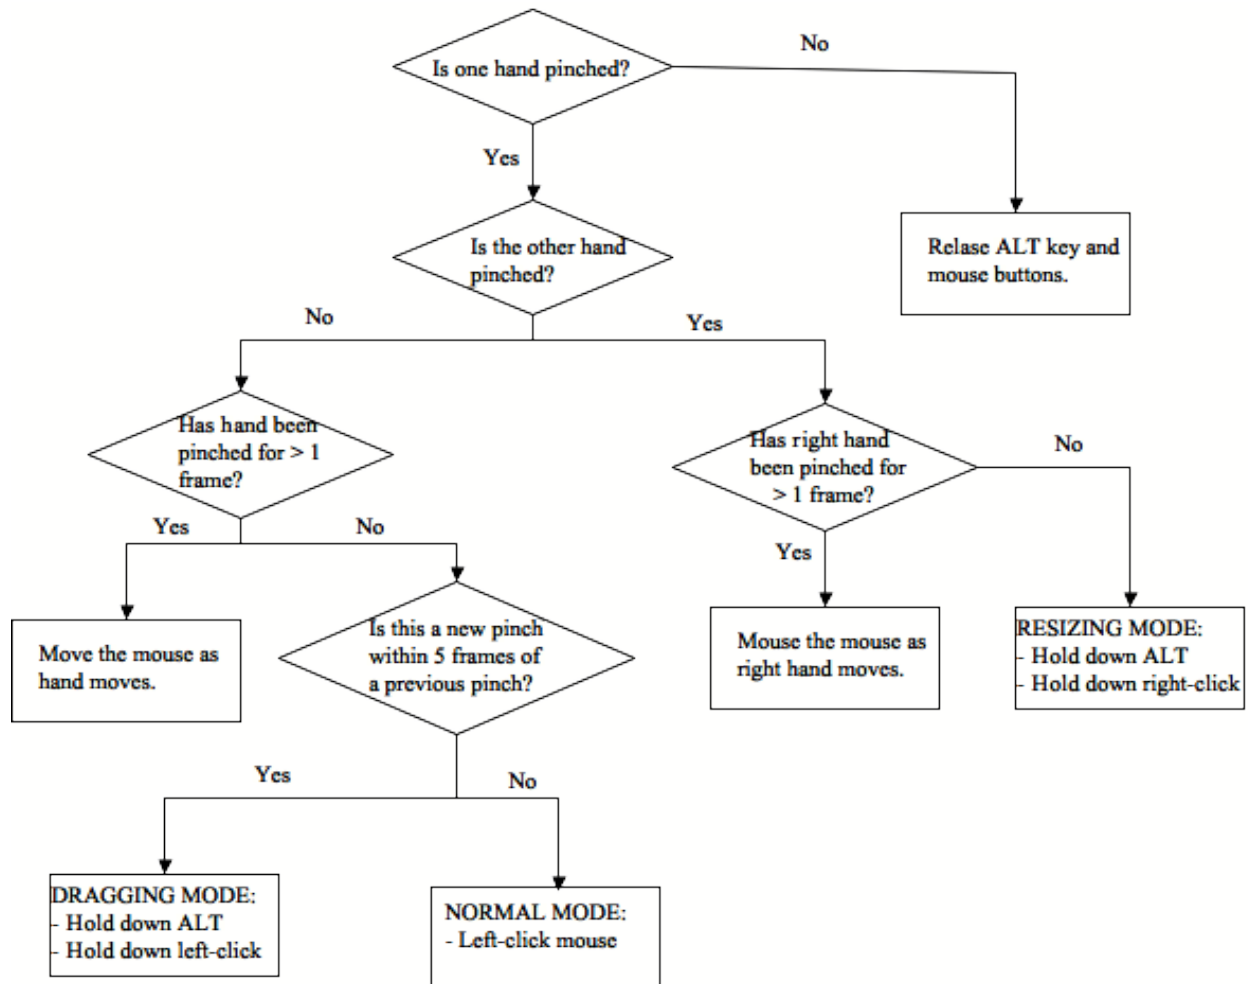 No
Is one hand pinched?
Yes
Relase ALT key and
mouse buttons.
Is the other hand
pinched?
No
Yes
Has hand been
pinched for > 1
frame?
Has right hand
been pinched for
> 1 frame?
No
Yes
No
Yes
Is this a new pinch
within 5 frames of
a previous pinch?
Move the mouse as
hand moves.
Mouse the mouse as
right hand moves.
RESIZING MODE:
- Hold down ALT
- Hold down right-click
Yes
No
DRAGGING MODE:
- Hold down ALT
- Hold down left-click
NORMAL MODE:
- Left-click mouse